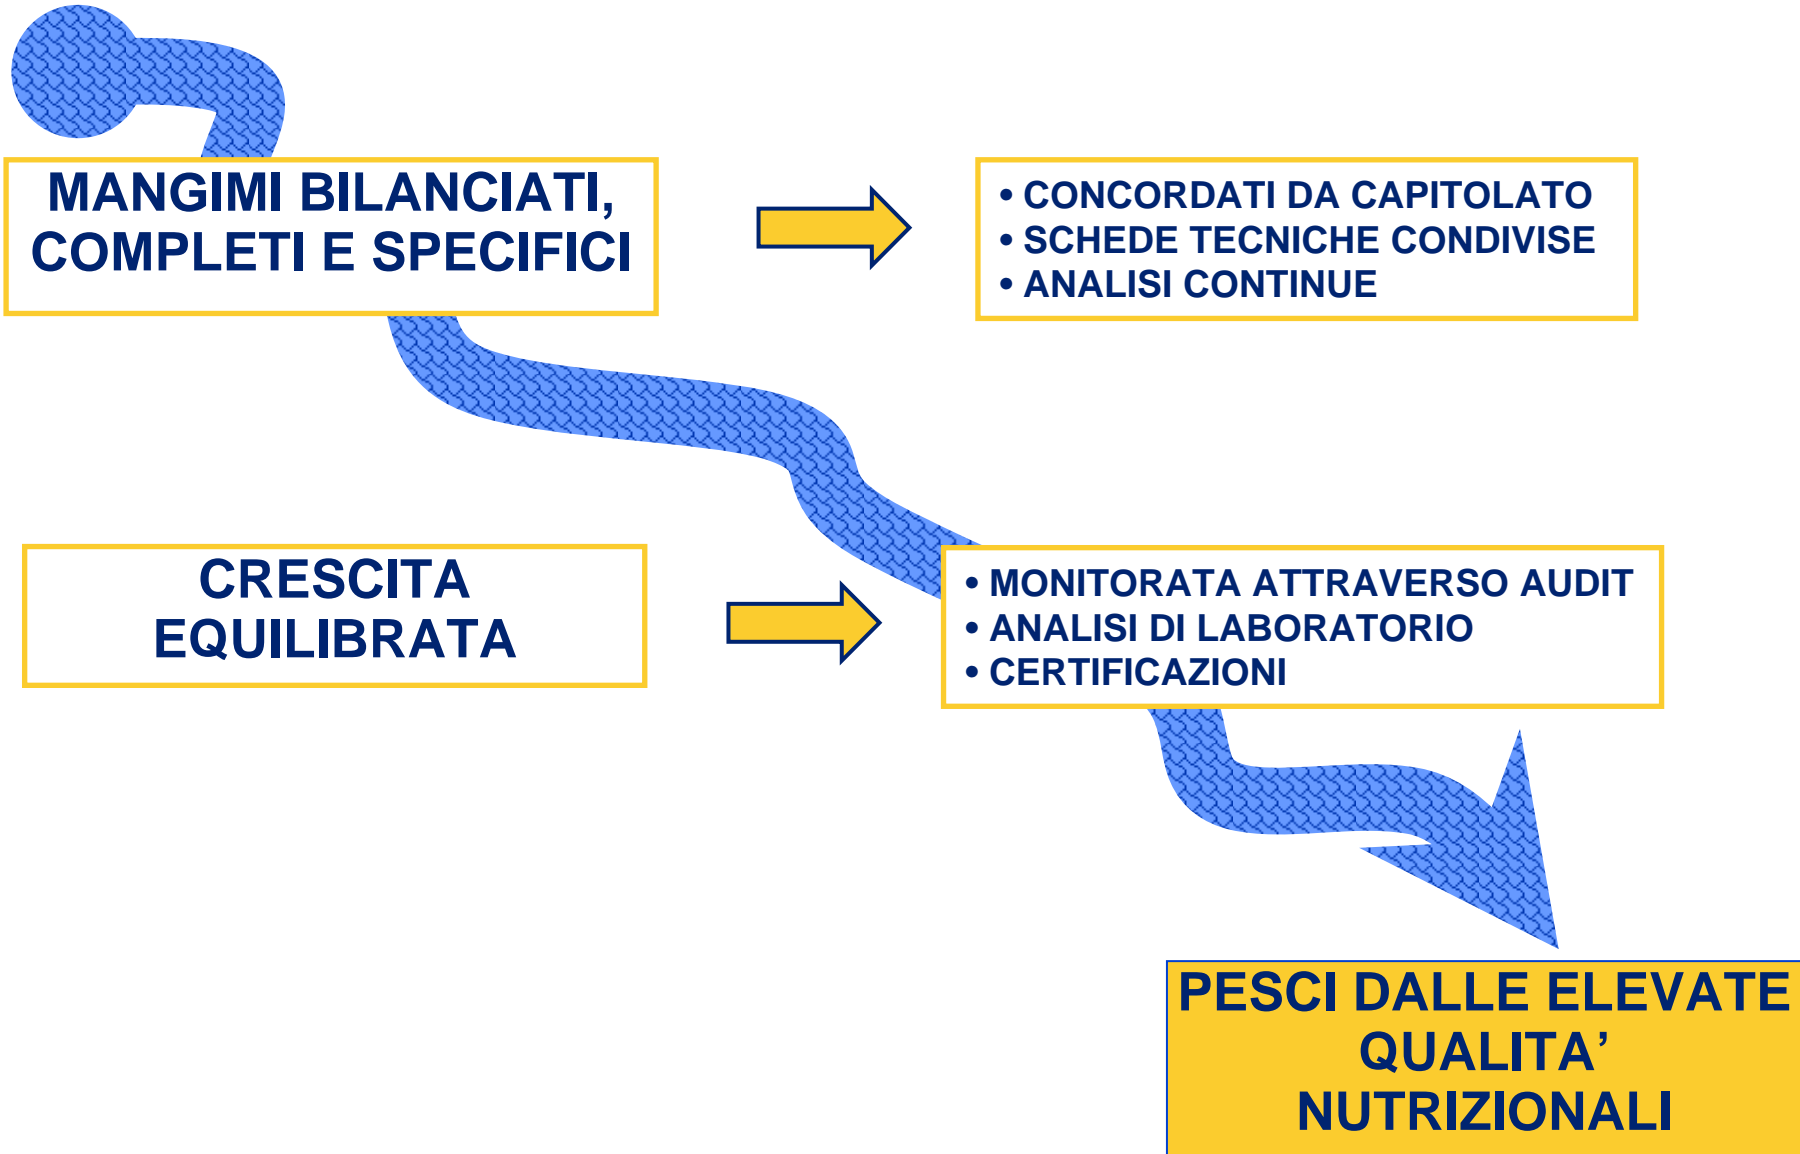 MANGIMI BILANCIATI,
COMPLETI E SPECIFICI
• CONCORDATI DA CAPITOLATO
• SCHEDE TECNICHE CONDIVISE
• ANALISI CONTINUE
CRESCITA
EQUILIBRATA
• MONITORATA ATTRAVERSO AUDIT
• ANALISI DI LABORATORIO
• CERTIFICAZIONI
PESCI DALLE ELEVATE
QUALITA’
NUTRIZIONALI